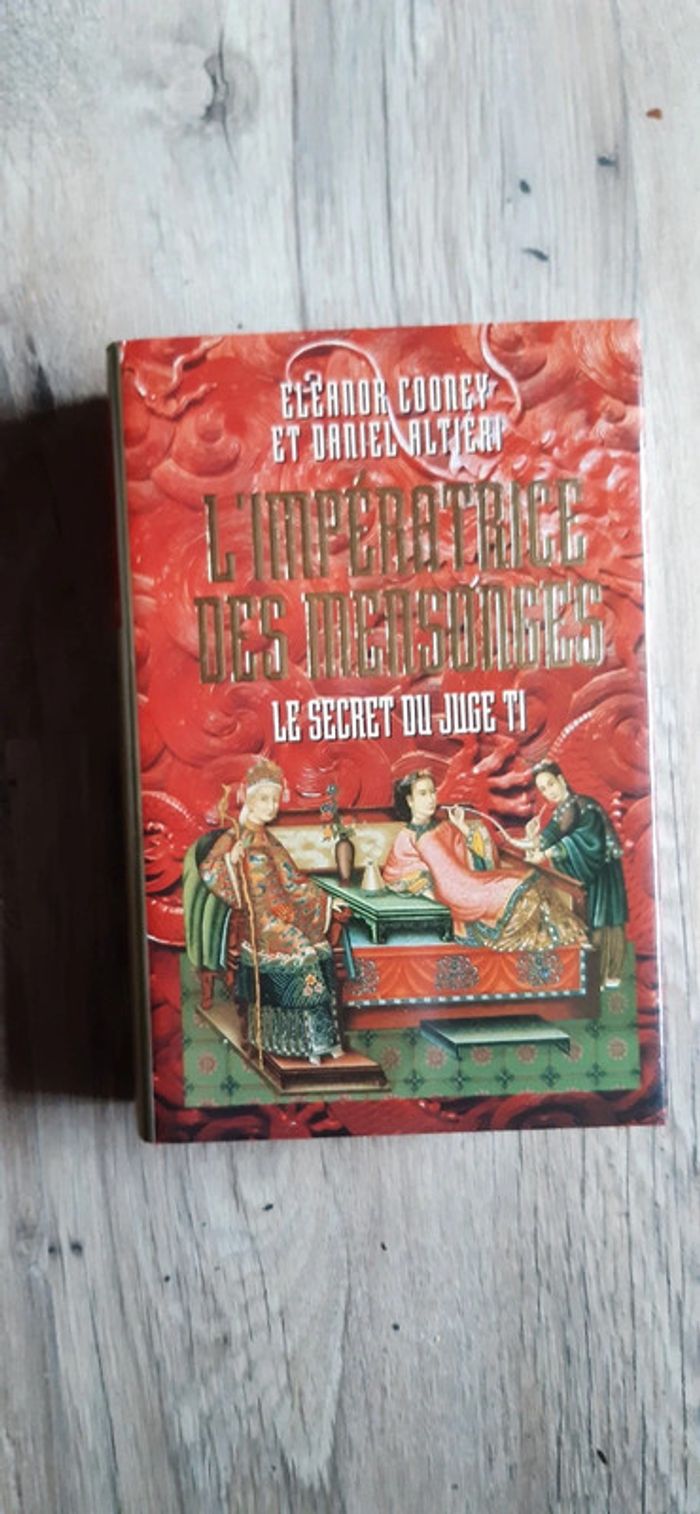 ELEANOR COONEY
ET DANIEL ALTIERI
L'IMPÉRATRICE
DES MENSONGES
LE SECRET DU JUGE TI